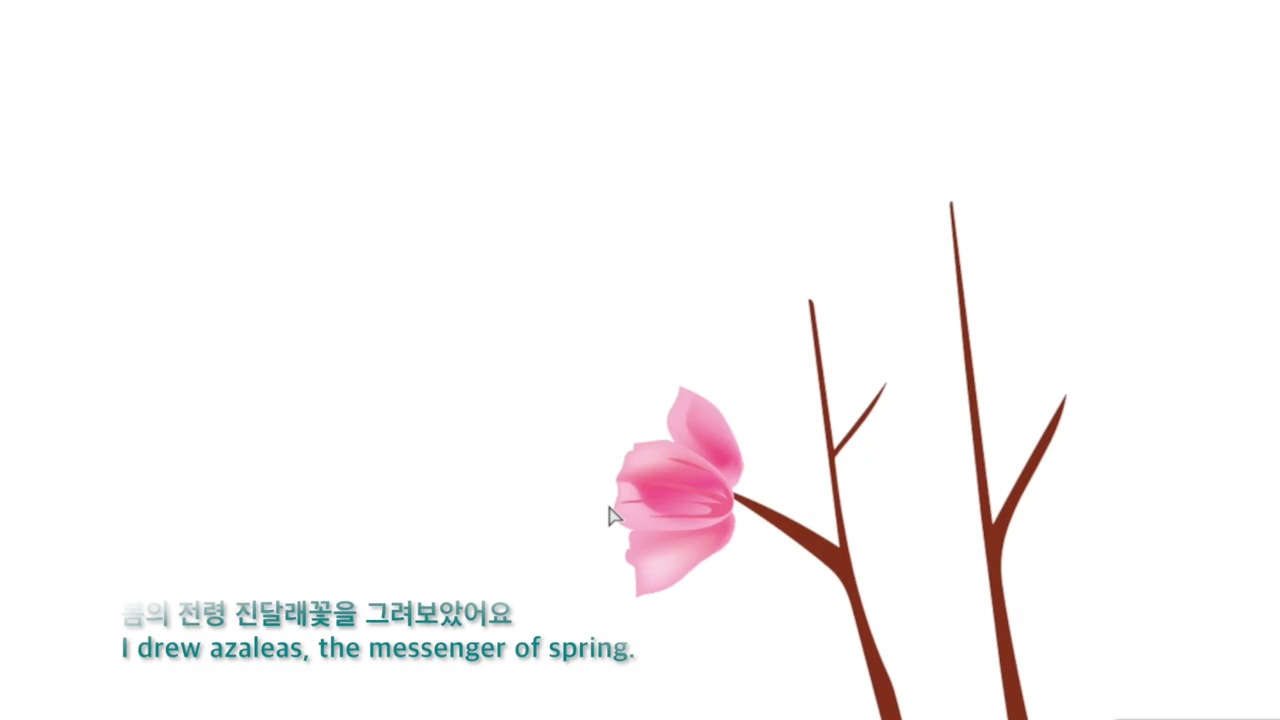 봄의 전령 진달래꽃을 그려보았어요
I drew azaleas, the messenger of spring.